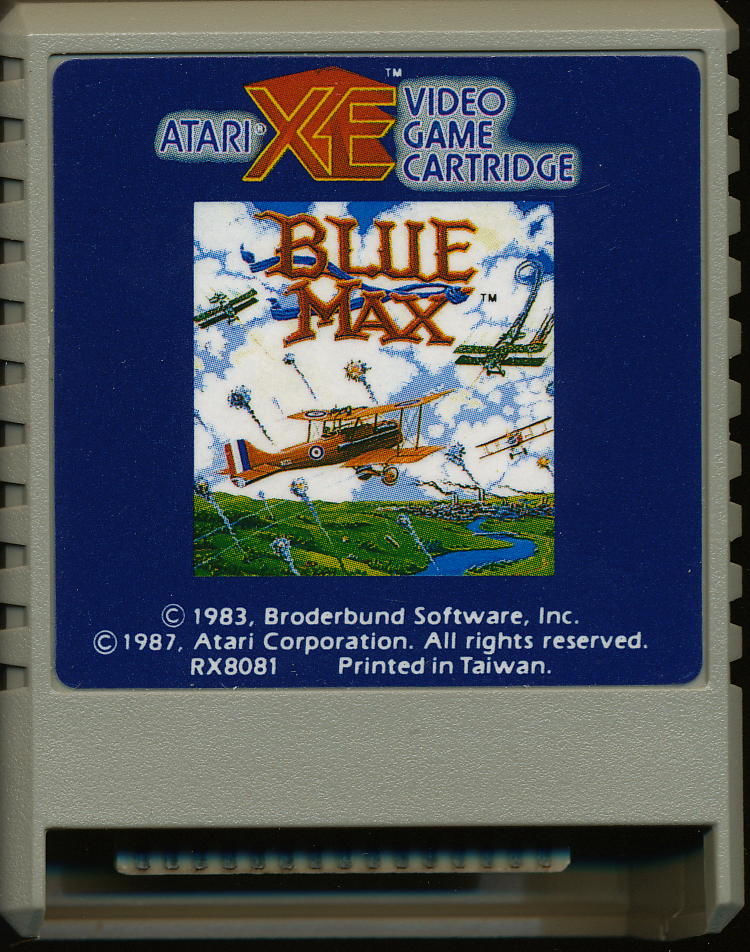 ATARI® XE™ VIDEO
GAME
CARTRIDGE
BLUE
MAX™
© 1983, Broderbund Software, Inc.
© 1987, Atari Corporation. All rights reserved.
RX8081 Printed in Taiwan.